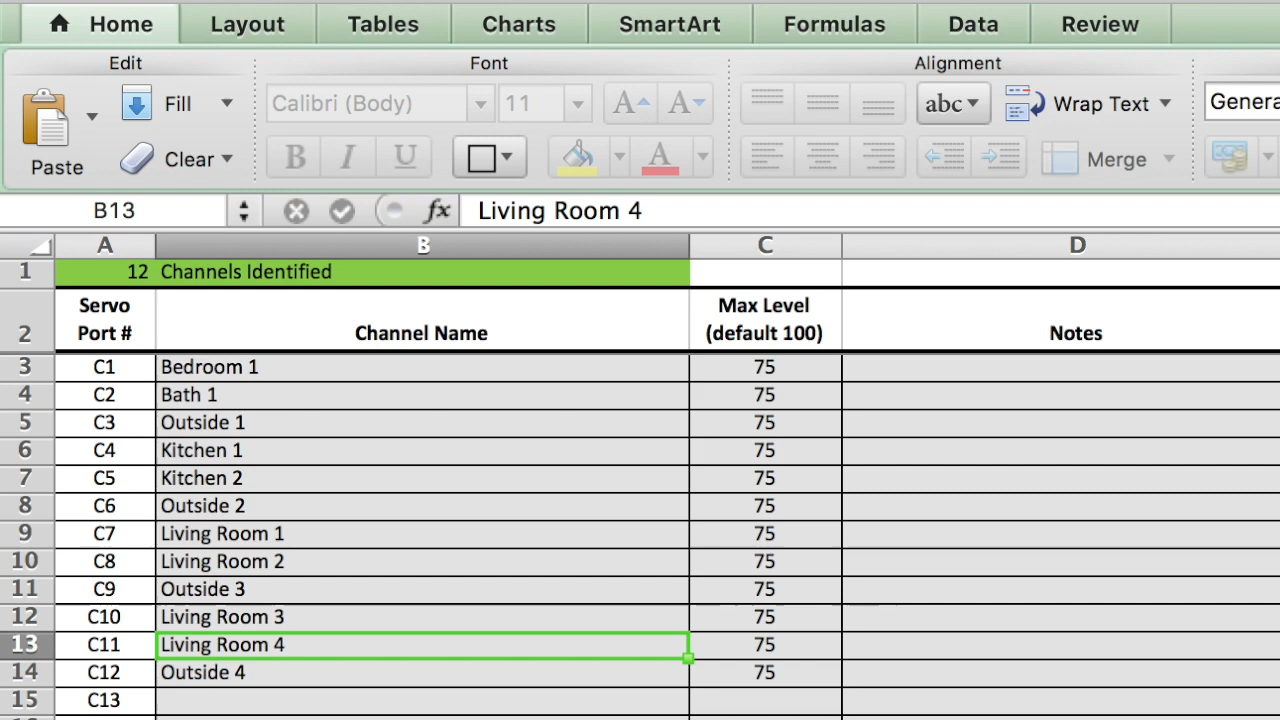 Home Layout Tables Charts SmartArt Formulas Data Review
Edit Font Alignment
Fill Calibri (Body) 11 A A abc Wrap Text Genera
Paste Clear B I U A Merge
B13 fx Living Room 4
A B C D
1 12 Channels Identified
Servo Max Level
2 Port # Channel Name (default 100) Notes
3 C1 Bedroom 1 75
4 C2 Bath 1 75
5 C3 Outside 1 75
6 C4 Kitchen 1 75
7 C5 Kitchen 2 75
8 C6 Outside 2 75
9 C7 Living Room 1 75
10 C8 Living Room 2 75
11 C9 Outside 3 75
12 C10 Living Room 3 75
13 C11 Living Room 4 75
14 C12 Outside 4 75
15 C13